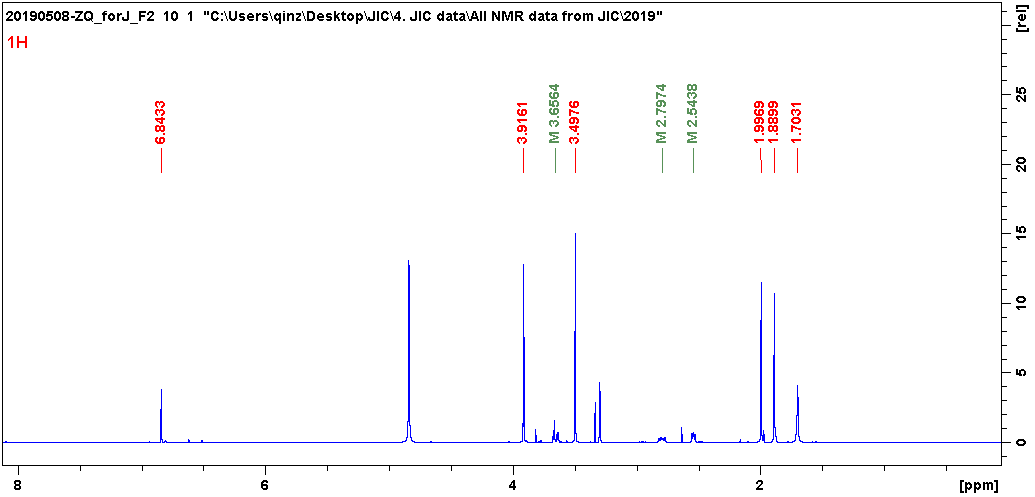 20190508-ZQ_forJ_F2 10 1 "C:\Users\qinz\Desktop\JIC\4. JIC data\All NMR data from JIC\2019"
1H
6.8433
3.9161
M 3.6564
3.4976
M 2.7974
M 2.5438
1.9969
1.8899
1.7031
[rel]
25
20
15
10
5
0
8 6 4 2 [ppm]